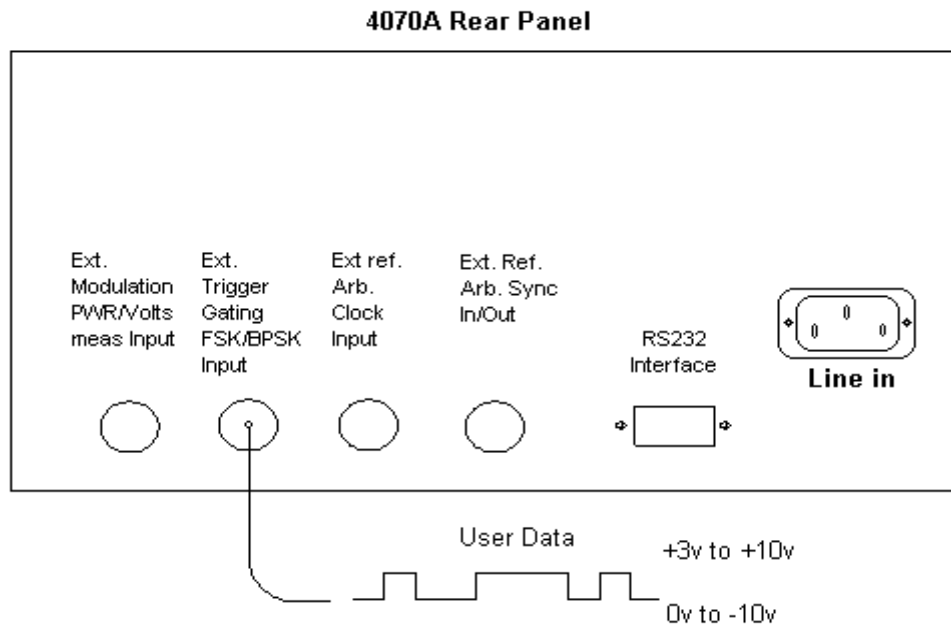 4070A Rear Panel
Ext.
Modulation
PWR/Volts
meas Input
Ext.
Trigger
Gating
FSK/BPSK
Input
Ext ref.
Arb.
Clock
Input
Ext. Ref.
Arb. Sync
In/Out
RS232
Interface
Line in
User Data
+3v to +10v
0v to -10v